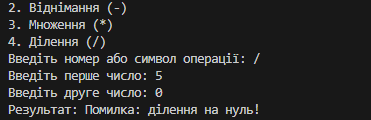 2. Віднімання (-)
3. Множення (*)
4. Ділення (/)
Введіть номер або символ операції: /
Введіть перше число: 5
Введіть друге число: 0
Результат: Помилка: ділення на нуль!